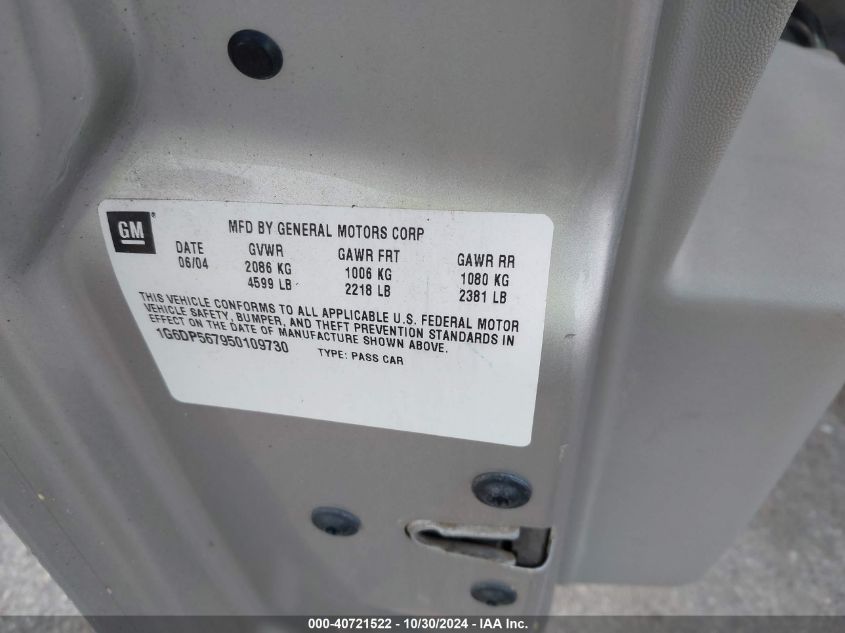 GM
MFD BY GENERAL MOTORS CORP
DATE GVWR GAWR FRT GAWR RR
06/04 2086 KG 1006 KG 1080 KG
4599 LB 2218 LB 2381 LB
THIS VEHICLE CONFORMS TO ALL APPLICABLE U.S. FEDERAL MOTOR
VEHICLE SAFETY, BUMPER, AND THEFT PREVENTION STANDARDS IN
EFFECT ON THE DATE OF MANUFACTURE SHOWN ABOVE.
1G6DP567950109730 TYPE: PASS CAR
000-40721522 - 10/30/2024 - IAA Inc.